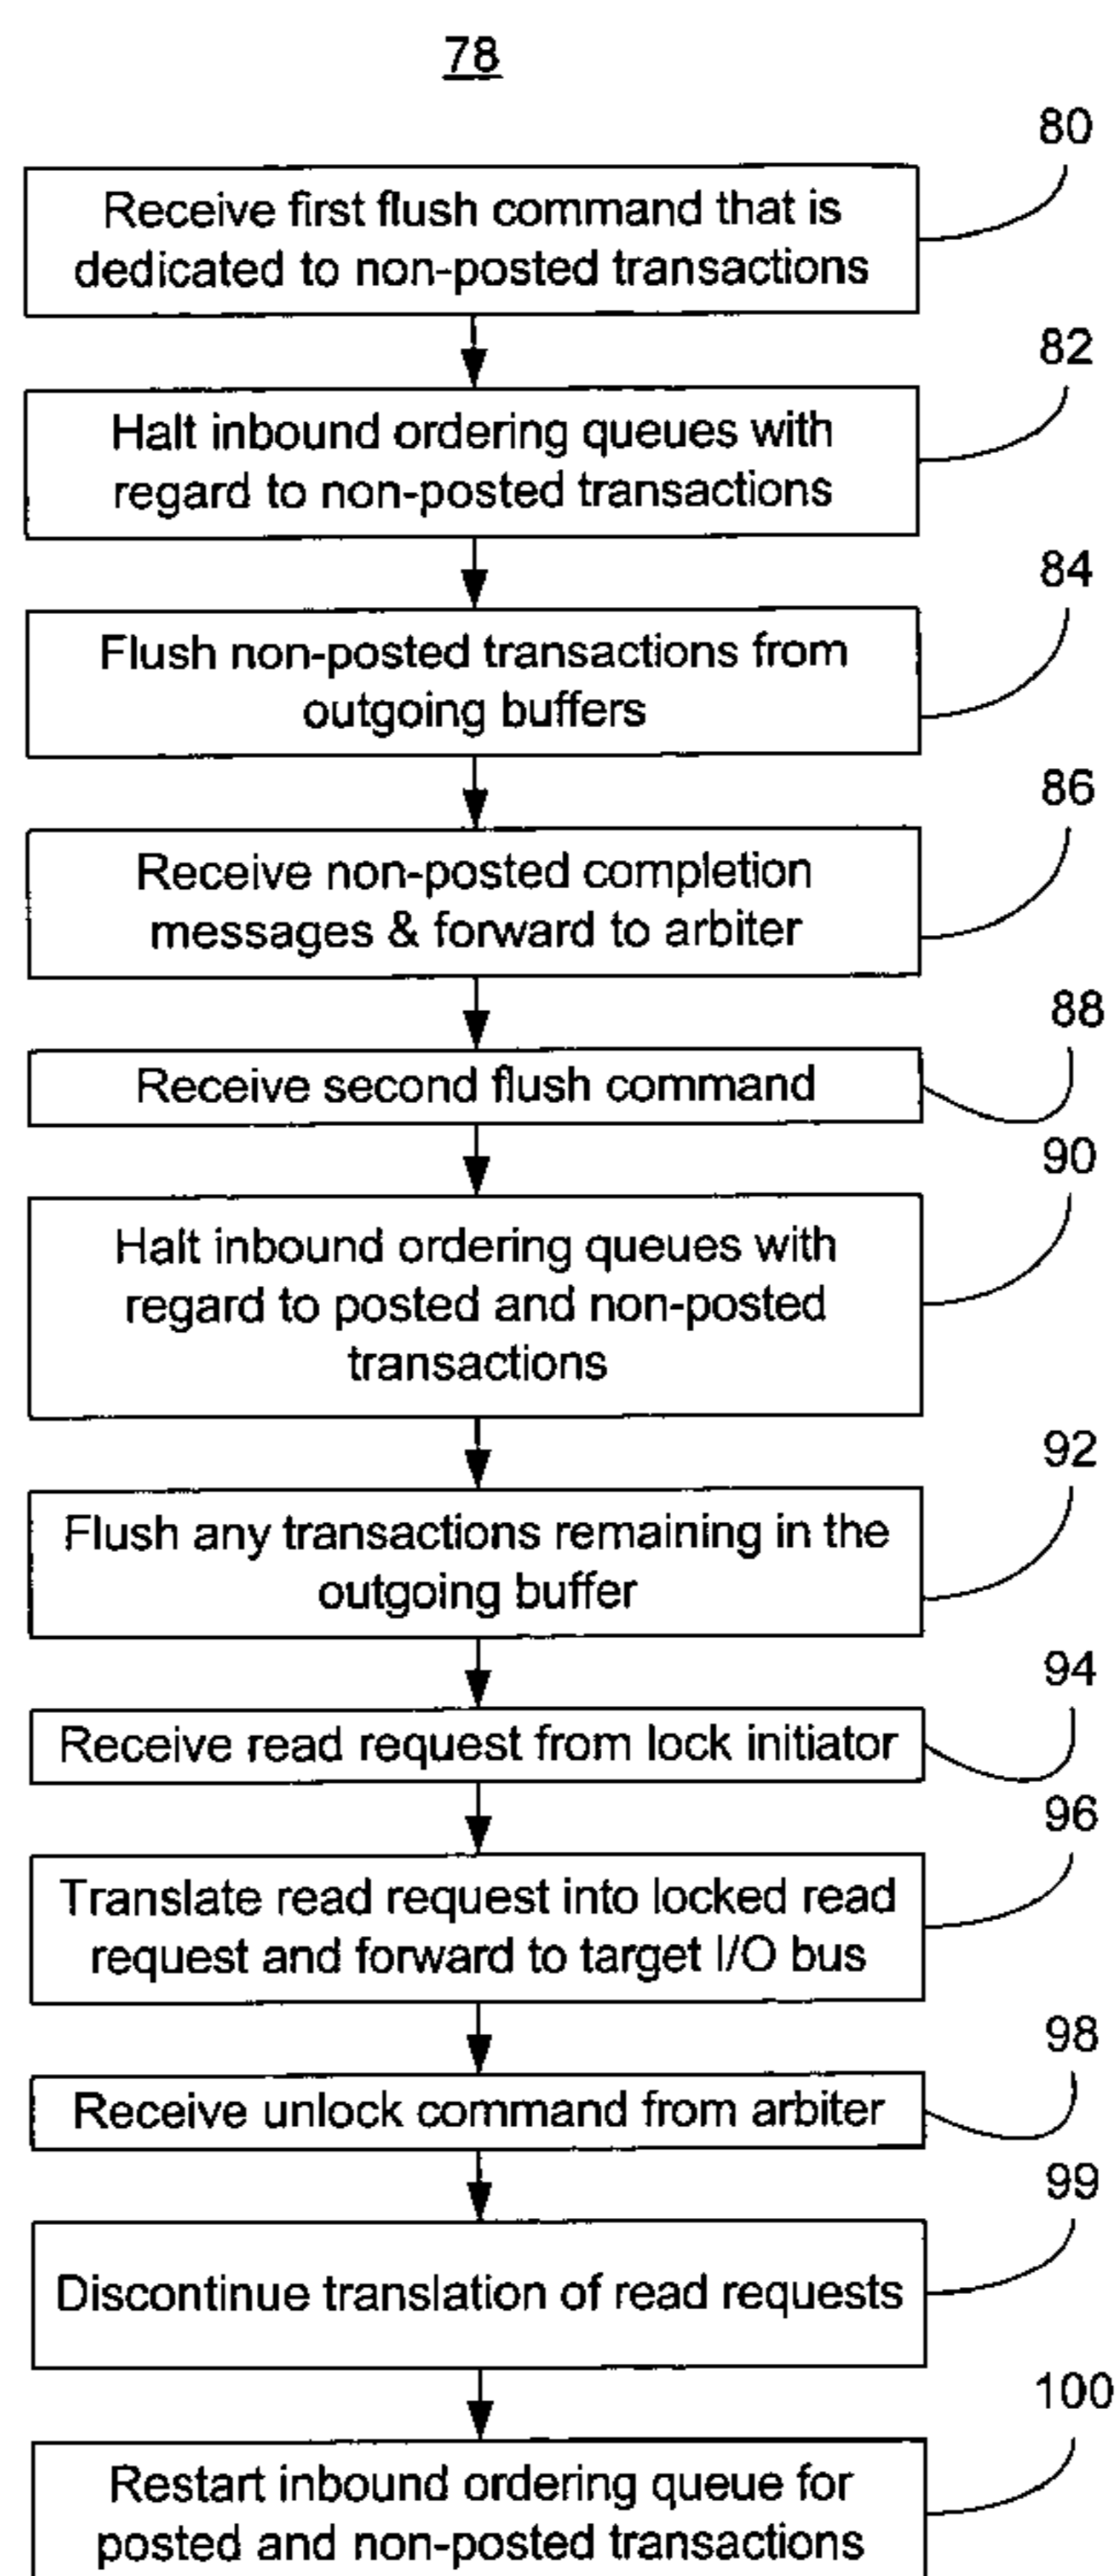 78
80
Receive first flush command that is
dedicated to non-posted transactions
82
Halt inbound ordering queues with
regard to non-posted transactions
84
Flush non-posted transactions from
outgoing buffers
86
Receive non-posted completion
messages & forward to arbiter
88
Receive second flush command
90
Halt inbound ordering queues with
regard to posted and non-posted
transactions
92
Flush any transactions remaining in the
outgoing buffer
94
Receive read request from lock initiator
96
Translate read request into locked read
request and forward to target I/O bus
98
Receive unlock command from arbiter
99
Discontinue translation of read requests
100
Restart inbound ordering queue for
posted and non-posted transactions